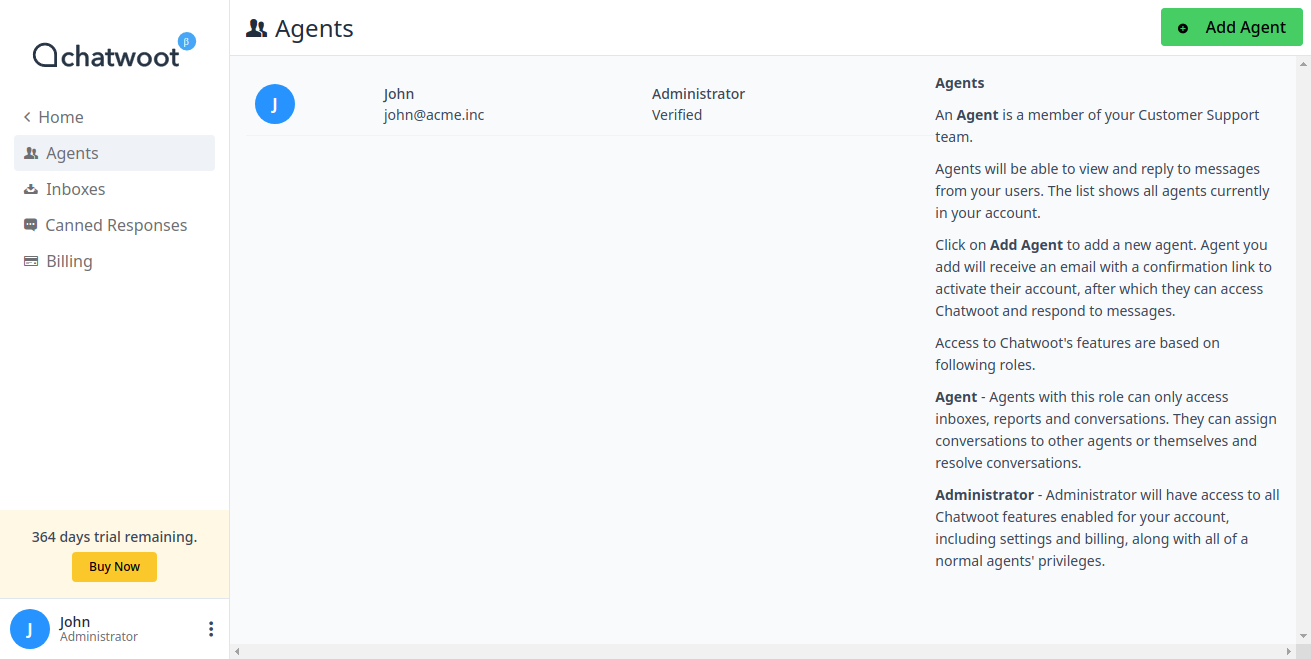 chatwoot β
Home
Agents
Inboxes
Canned Responses
Billing
364 days trial remaining.
Buy Now
J
John
Administrator
Agents
Add Agent
J
John
john@acme.inc
Administrator
Verified
Agents
An Agent is a member of your Customer Support
team.
Agents will be able to view and reply to messages
from your users. The list shows all agents currently
in your account.
Click on Add Agent to add a new agent. Agent you
add will receive an email with a confirmation link to
activate their account, after which they can access
Chatwoot and respond to messages.
Access to Chatwoot's features are based on
following roles.
Agent - Agents with this role can only access
inboxes, reports and conversations. They can assign
conversations to other agents or themselves and
resolve conversations.
Administrator - Administrator will have access to all
Chatwoot features enabled for your account,
including settings and billing, along with all of a
normal agents' privileges.